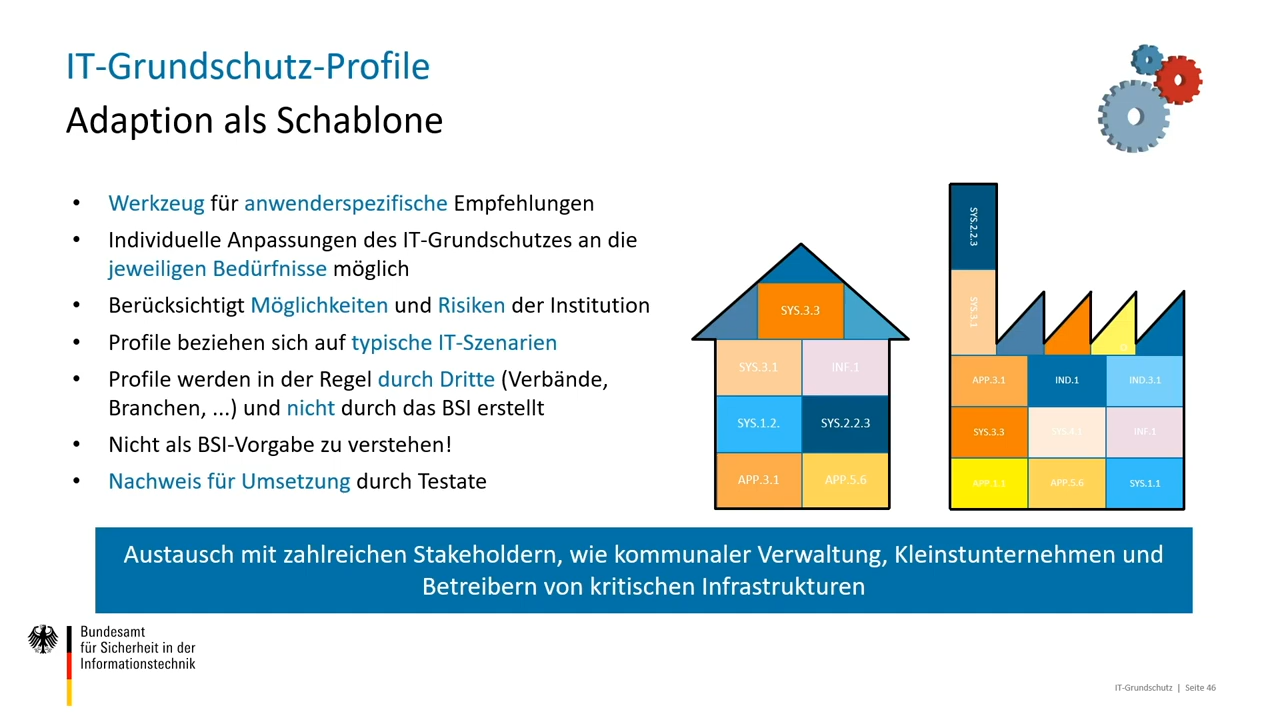 IT-Grundschutz-Profile
Adaption als Schablone
• Werkzeug für anwenderspezifische Empfehlungen
• Individuelle Anpassungen des IT-Grundschutzes an die
jeweiligen Bedürfnisse möglich
• Berücksichtigt Möglichkeiten und Risiken der Institution
• Profile beziehen sich auf typische IT-Szenarien
• Profile werden in der Regel durch Dritte (Verbände,
Branchen, ...) und nicht durch das BSI erstellt
• Nicht als BSI-Vorgabe zu verstehen!
• Nachweis für Umsetzung durch Testate
SYS.3.3
SYS.3.1 INF.1
SYS.1.2. SYS.2.2.3
APP.3.1 APP.5.6
SYS.2.2.3
SYS.3.1
APP.3.1 IND.1 IND.3.1
SYS.3.3 SYS.4.1 INF.1
APP.1.1 APP.5.6 SYS.1.1
Austausch mit zahlreichen Stakeholdern, wie kommunaler Verwaltung, Kleinstunternehmen und
Betreibern von kritischen Infrastrukturen
Bundesamt
für Sicherheit in der
Informationstechnik
IT-Grundschutz | Seite 46